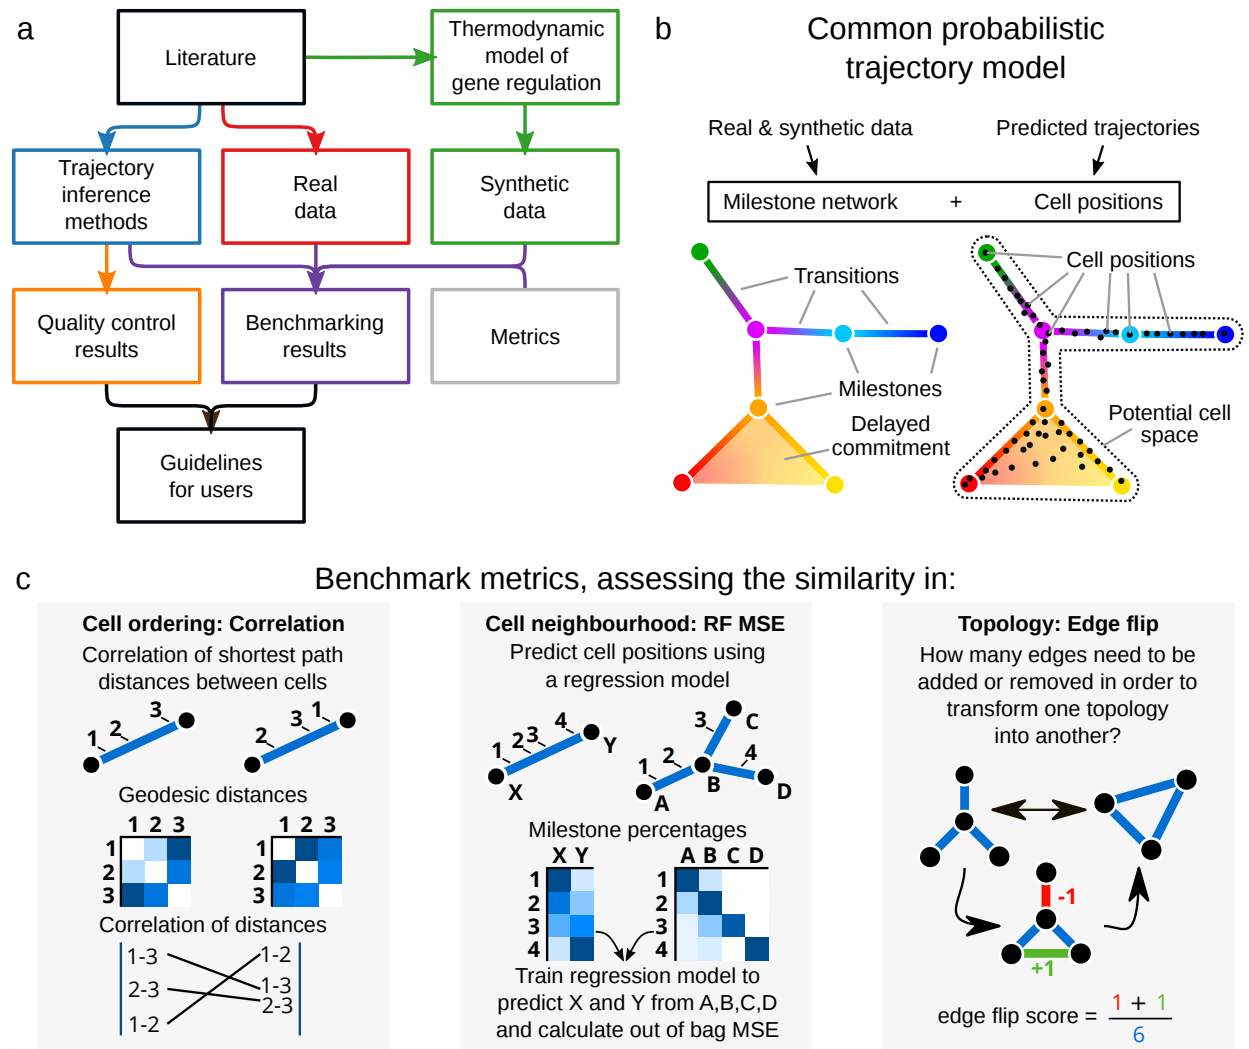 a
Literature
Thermodynamic
model of
gene regulation
Trajectory
inference
methods
Real
data
Synthetic
data
Quality control
results
Benchmarking
results
Metrics
Guidelines
for users
b
Common probabilistic
trajectory model
Real & synthetic data
Predicted trajectories
Milestone network + Cell positions
Transitions
Milestones
Delayed
commitment
Cell positions
Potential cell
space
c
Benchmark metrics, assessing the similarity in:
Cell ordering: Correlation
Correlation of shortest path
distances between cells
1 2 3
2 3 1
Geodesic distances
1 2 3
1
2
3
1 2 3
1
2
3
Correlation of distances
1-3
2-3
1-2
1-2
1-3
2-3
Cell neighbourhood: RF MSE
Predict cell positions using
a regression model
1 2 3 4
X Y
1 2 3 4
A B C D
Milestone percentages
X Y
1
2
3
4
A B C D
1
2
3
4
Train regression model to
predict X and Y from A,B,C,D
and calculate out of bag MSE
Topology: Edge flip
How many edges need to be
added or removed in order to
transform one topology
into another?
-1
+1
edge flip score = 1 + 1
6